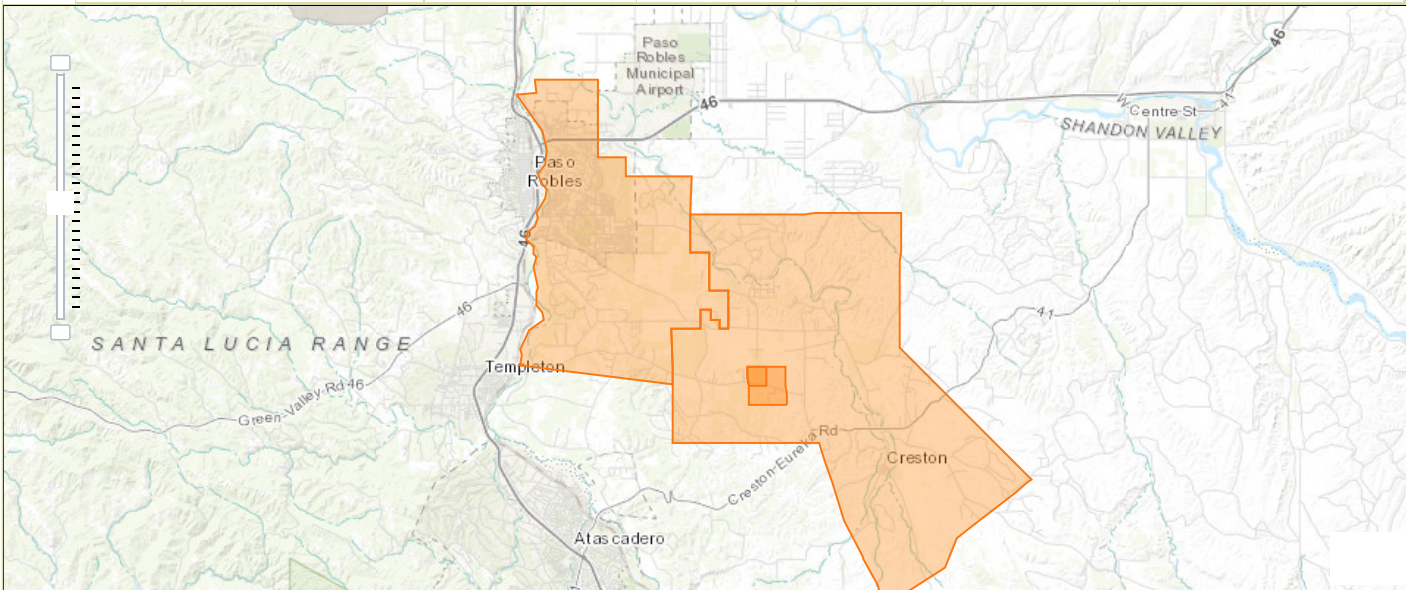 Paso
Robles
Municipal
Airport
46
46
W Centre St
41
SHANDON VALLEY
Paso
Robles
46
46
41
SANTA LUCIA RANGE
Templeton
Green Valley Rd 46
Creston-Eureka Rd
Creston
Atascadero